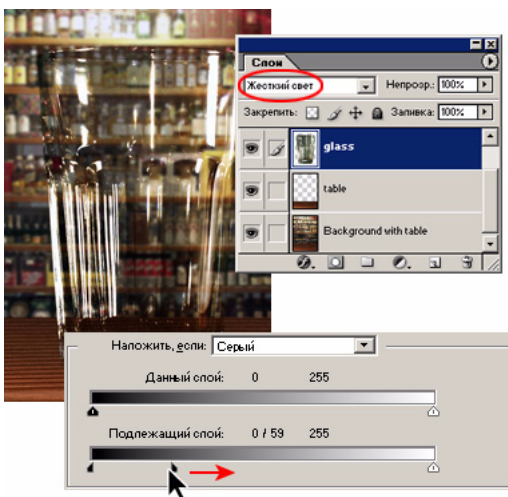 Слои
Жесткий свет Непрозр.: 100%
Закрепить: Заливка: 100%
glass
table
Background with table
Наложить, если: Серый
Данный слой: 0 255
Подлежащий слой: 0 / 59 255